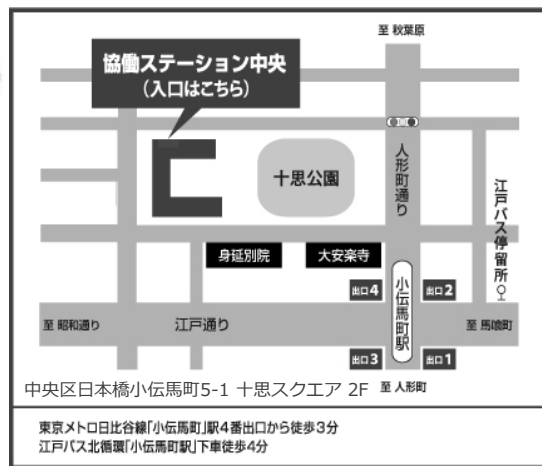 至 秋葉原
協働ステーション中央
（入口はこちら）
人形町通り
十思公園
江戸バス停留所
身延別院
大安楽寺
出口4
小伝馬町駅
出口2
至 昭和通り
江戸通り
至 馬喰町
出口3
出口1
中央区日本橋小伝馬町5-1 十思スクエア 2F
至 人形町
東京メトロ日比谷線｢小伝馬町｣駅4番出口から徒歩3分
江戸バス北循環｢小伝馬町駅｣下車徒歩4分